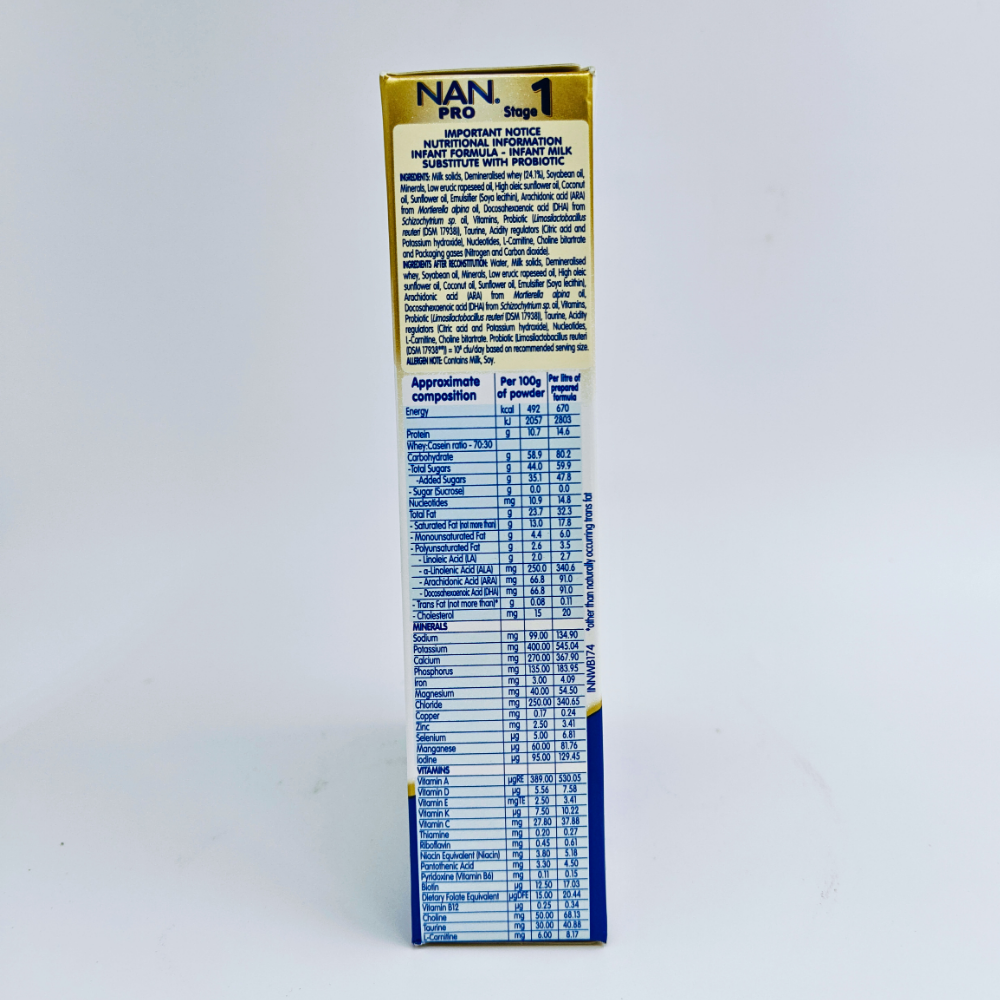 NAN.
PRO Stage 1
IMPORTANT NOTICE
NUTRITIONAL INFORMATION
INFANT FORMULA - INFANT MILK
SUBSTITUTE WITH PROBIOTIC
INGREDIENTS: Milk solids, Demineralised whey (24.1%), Soyabean oil,
Minerals, Low erucic rapeseed oil, High oleic sunflower oil, Coconut
oil, Sunflower oil, Emulsifier (Soya lecithin), Arachidonic acid (ARA)
from Mortierella alpina oil, Docosahexaenoic acid (DHA) from
Schizochytrium sp. oil, Vitamins, Probiotic (Limosilactobacillus
reuteri (DSM 17938)), Taurine, Acidity regulators (Citric acid and
Potassium hydroxide), Nucleotides, L-Carnitine, Choline bitartrate
and Packaging gases (Nitrogen and Carbon dioxide).
INGREDIENTS AFTER RECONSTITUTION: Water, Milk solids, Demineralised
whey, Soyabean oil, Minerals, Low erucic rapeseed oil, High oleic
sunflower oil, Coconut oil, Sunflower oil, Emulsifier (Soya lecithin),
Arachidonic acid (ARA) from Mortierella alpina oil,
Docosahexaenoic acid (DHA) from Schizochytrium sp. oil, Vitamins,
Probiotic (Limosilactobacillus reuteri (DSM 17938)), Taurine, Acidity
regulators (Citric acid and Potassium hydroxide), Nucleotides,
L-Carnitine, Choline bitartrate. Probiotic (Limosilactobacillus reuteri
cfu/day based on recommended serving size.
ALLERGEN NOTE: Contains Milk, Soy.
Approximate composition Per 100g of powder Per litre of prepared formula
Energy kcal 492 670
kJ 2057 2803
Protein g 10.7 14.6
Whey:Casein ratio - 70:30
Carbohydrate g 58.9 80.2
-Total Sugars g 44.0 59.9
-Added Sugars g 35.1 47.8
- Sugar (Sucrose) g 0.0 0.0
Nucleotides mg 10.9 14.8
Total Fat g 23.7 32.3
- Saturated Fat (not more than) g 13.0 17.8
- Monounsaturated Fat g 4.4 6.0
- Polyunsaturated Fat g 2.6 3.5
- Linoleic Acid (LA) g 2.0 2.7
- α-Linolenic Acid (ALA) mg 250.0 340.6
- Arachidonic Acid (ARA) mg 66.8 91.0
- Docosahexaenoic Acid (DHA) mg 66.8 91.0
- Trans Fat (not more than)* g 0.08 0.11
- Cholesterol mg 15 20
MINERALS
Sodium mg 99.00 134.90
Potassium mg 400.00 545.04
Calcium mg 270.00 367.90
Phosphorus mg 135.00 183.95
Iron mg 3.00 4.09
Magnesium mg 40.00 54.50
Chloride mg 250.00 340.65
Copper mg 0.17 0.24
Zinc mg 2.50 3.41
Selenium µg 5.00 6.81
Manganese µg 60.00 81.76
Iodine µg 95.00 129.45
VITAMINS
Vitamin A µgRE 389.00 530.05
Vitamin D µg 5.56 7.58
Vitamin E mgTE 2.50 3.41
Vitamin K µg 7.50 10.22
Vitamin C mg 27.80 37.88
Thiamine mg 0.20 0.27
Riboflavin mg 0.45 0.61
Niacin Equivalent (Niacin) mg 3.80 5.18
Pantothenic Acid mg 3.30 4.50
Pyridoxine (Vitamin B6) mg 0.11 0.15
Biotin µg 12.50 17.03
Dietary Folate Equivalent µgDFE 15.00 20.44
Vitamin B12 µg 0.25 0.34
Choline mg 50.00 68.13
Taurine mg 30.00 40.88
L-Carnitine mg 6.00 8.17
INNWB174 *other than naturally occurring trans fat